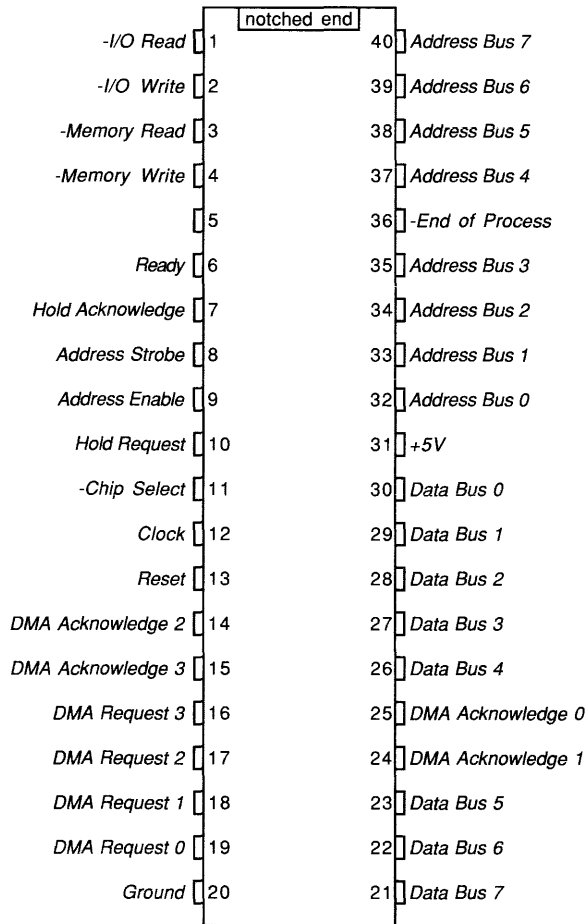 notched end
-I/O Read 1 40 Address Bus 7
-I/O Write 2 39 Address Bus 6
-Memory Read 3 38 Address Bus 5
-Memory Write 4 37 Address Bus 4
5 36 -End of Process
Ready 6 35 Address Bus 3
Hold Acknowledge 7 34 Address Bus 2
Address Strobe 8 33 Address Bus 1
Address Enable 9 32 Address Bus 0
Hold Request 10 31 +5V
-Chip Select 11 30 Data Bus 0
Clock 12 29 Data Bus 1
Reset 13 28 Data Bus 2
DMA Acknowledge 2 14 27 Data Bus 3
DMA Acknowledge 3 15 26 Data Bus 4
DMA Request 3 16 25 DMA Acknowledge 0
DMA Request 2 17 24 DMA Acknowledge 1
DMA Request 1 18 23 Data Bus 5
DMA Request 0 19 22 Data Bus 6
Ground 20 21 Data Bus 7